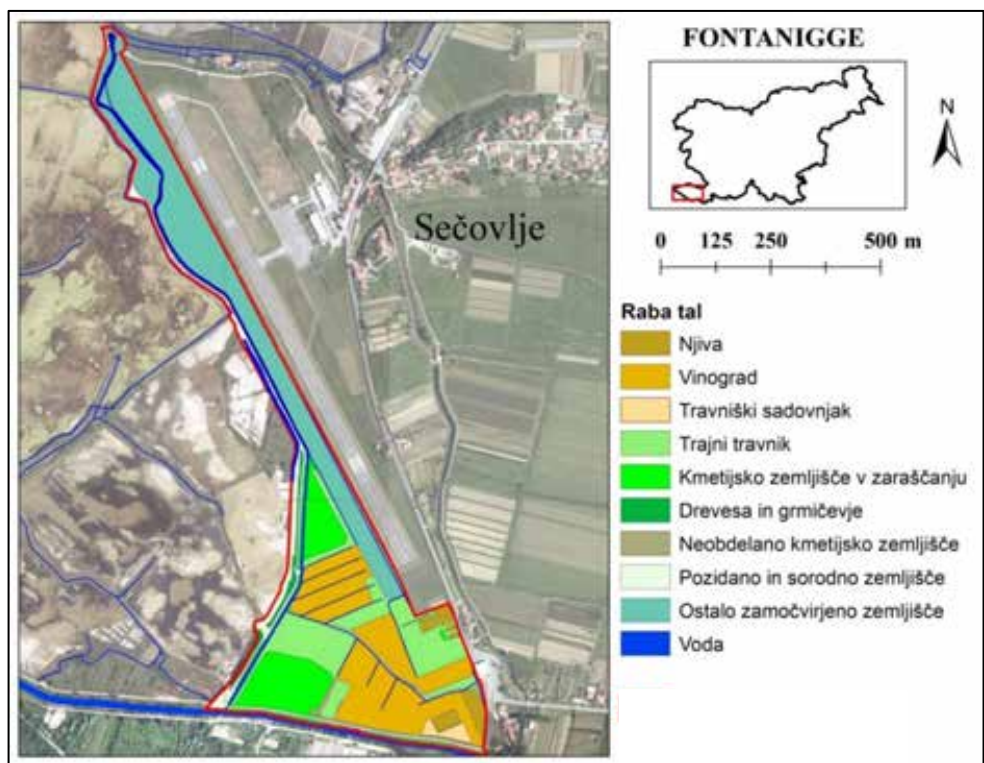 FONTANIGGE
N
Sečovlje
0 125 250 500 m
Raba tal
Njiva
Vinograd
Travniški sadovnjak
Trajni travnik
Kmetijsko zemljišče v zaraščanju
Drevesa in grmičevje
Neobdelano kmetijsko zemljišče
Pozidano in sorodno zemljišče
Ostalo zamočvirjeno zemljišče
Voda